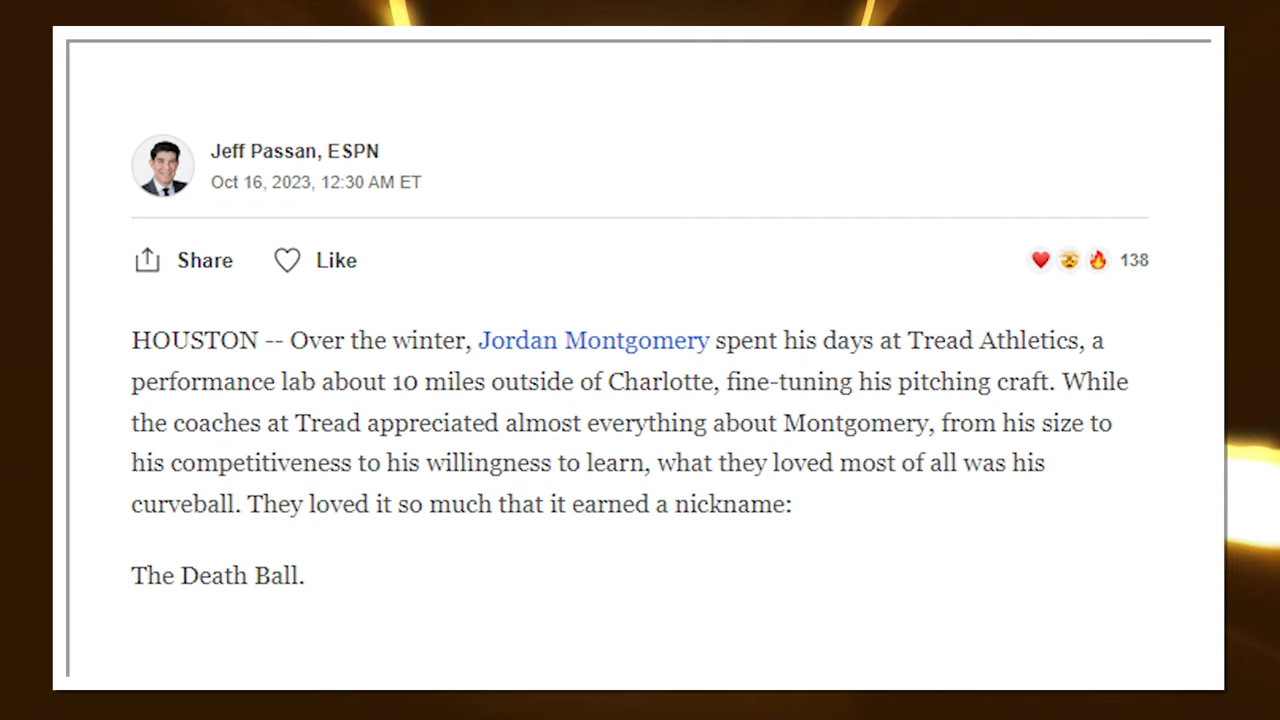 Jeff Passan, ESPN
Oct 16, 2023, 12:30 AM ET
Share Like 138
HOUSTON -- Over the winter, Jordan Montgomery spent his days at Tread Athletics, a
performance lab about 10 miles outside of Charlotte, fine-tuning his pitching craft. While
the coaches at Tread appreciated almost everything about Montgomery, from his size to
his competitiveness to his willingness to learn, what they loved most of all was his
curveball. They loved it so much that it earned a nickname:
The Death Ball.